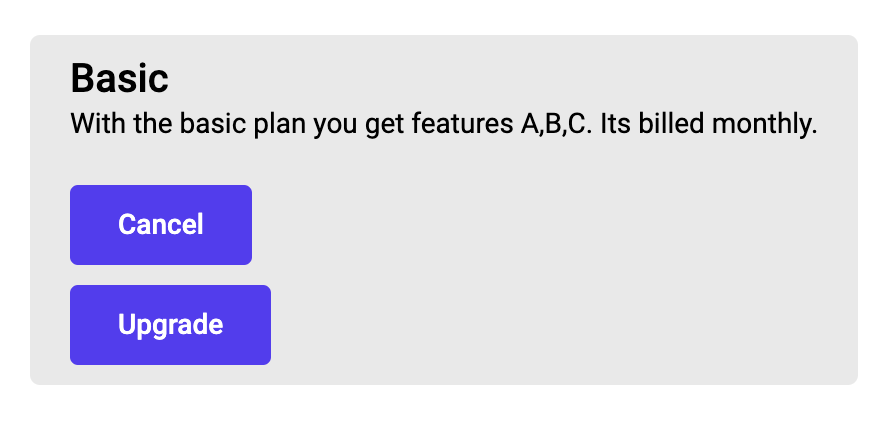 Basic
With the basic plan you get features A,B,C. Its billed monthly.
Cancel
Upgrade